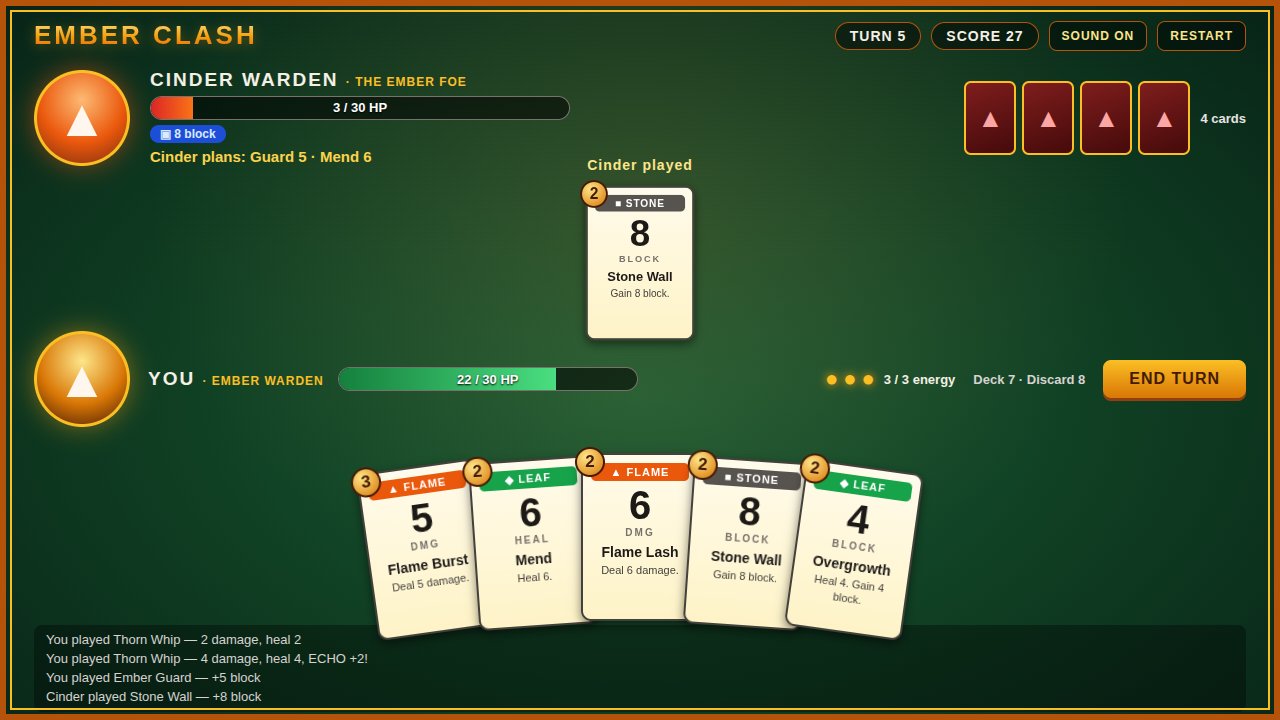 EMBER CLASH
TURN 5
SCORE 27
SOUND ON
RESTART
CINDER WARDEN · THE EMBER FOE
3 / 30 HP
8 block
Cinder plans: Guard 5 · Mend 6
4 cards
Cinder played
2
■ STONE
8
BLOCK
Stone Wall
Gain 8 block.
YOU · EMBER WARDEN
22 / 30 HP
3 / 3 energy
Deck 7 · Discard 8
END TURN
3
▲ FLAME
5
DMG
Flame Burst
Deal 5 damage.
2
◆ LEAF
6
HEAL
Mend
Heal 6.
2
▲ FLAME
6
DMG
Flame Lash
Deal 6 damage.
2
■ STONE
8
BLOCK
Stone Wall
Gain 8 block.
2
◆ LEAF
4
BLOCK
Overgrowth
Heal 4. Gain 4
block.
You played Thorn Whip — 2 damage, heal 2
You played Thorn Whip — 4 damage, heal 4, ECHO +2!
You played Ember Guard — +5 block
Cinder played Stone Wall — +8 block